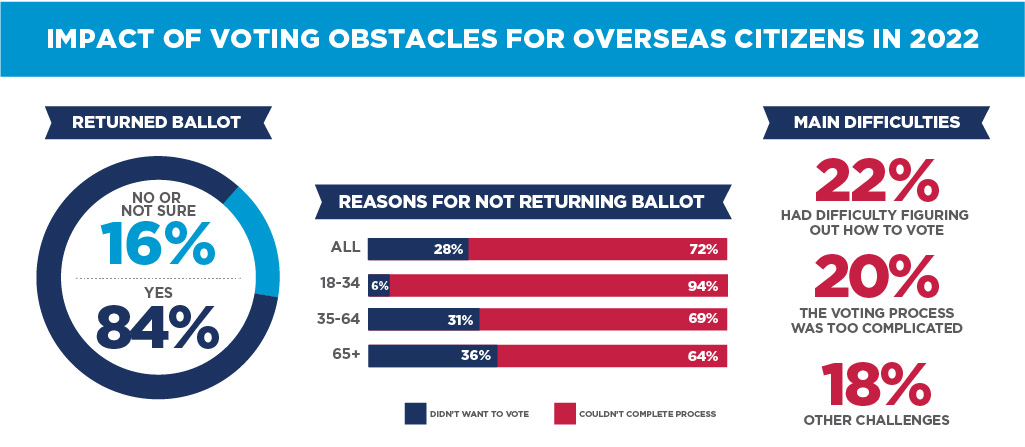 IMPACT OF VOTING OBSTACLES FOR OVERSEAS CITIZENS IN 2022
RETURNED BALLOT
NO OR
NOT SURE
16%
YES
84%
REASONS FOR NOT RETURNING BALLOT
ALL 28% 72%
18-34 6% 94%
35-64 31% 69%
65+ 36% 64%
DIDN'T WANT TO VOTE COULDN'T COMPLETE PROCESS
MAIN DIFFICULTIES
22%
HAD DIFFICULTY FIGURING
OUT HOW TO VOTE
20%
THE VOTING PROCESS
WAS TOO COMPLICATED
18%
OTHER CHALLENGES